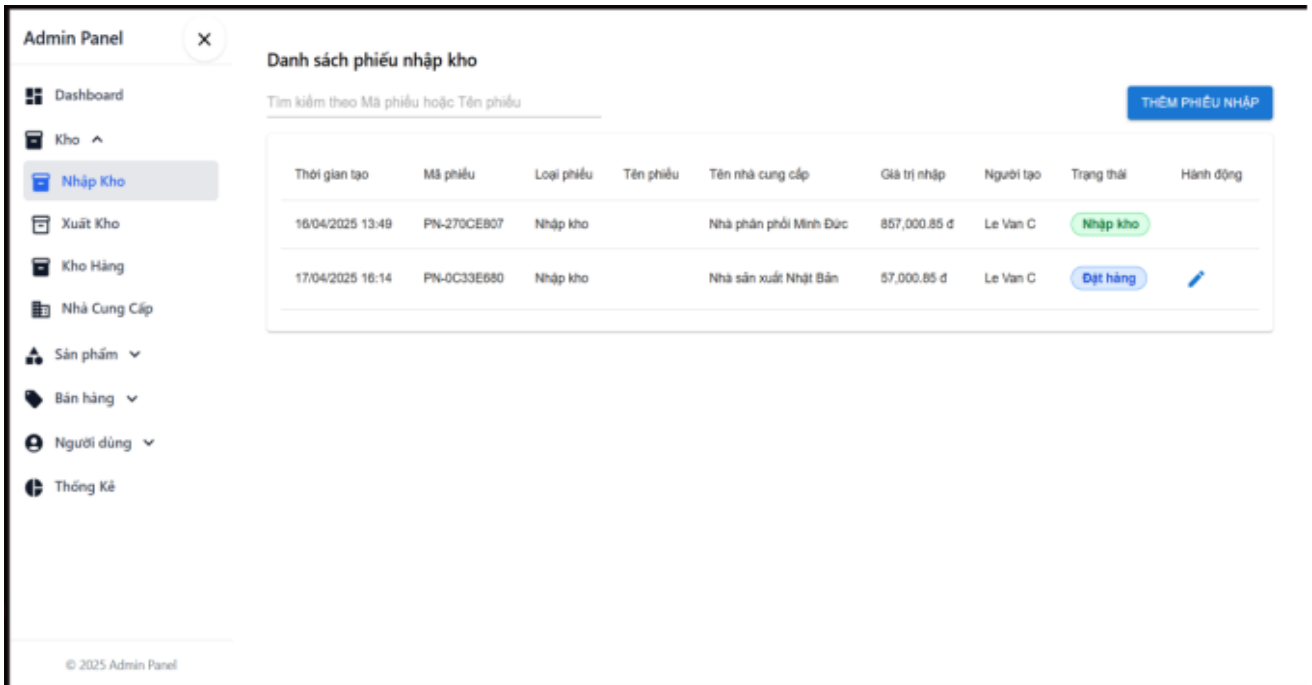 Admin Panel
Dashboard
Kho
Nhập Kho
Xuất Kho
Kho Hàng
Nhà Cung Cấp
Sản phẩm
Bán hàng
Người dùng
Thống Kê
© 2025 Admin Panel
Danh sách phiếu nhập kho
Tìm kiếm theo Mã phiếu hoặc Tên phiếu
THÊM PHIẾU NHẬP
Thời gian tạo Mã phiếu Loại phiếu Tên phiếu Tên nhà cung cấp Giá trị nhập Người tạo Trạng thái Hành động
16/04/2025 13:49 PN-270CE807 Nhập kho Nhà phân phối Minh Đức 857,000.85 đ Le Van C Nhập kho
17/04/2025 16:14 PN-0C33E680 Nhập kho Nhà sản xuất Nhật Bản 57,000.85 đ Le Van C Đặt hàng